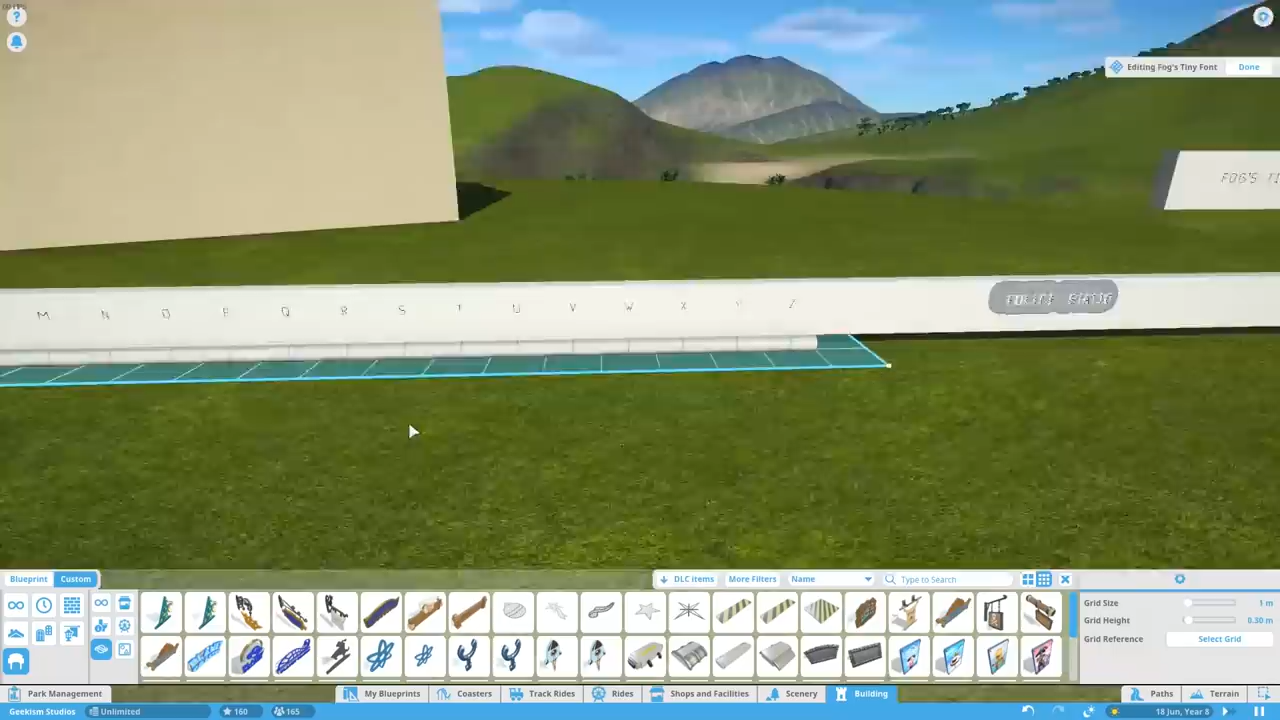 Editing Fog's Tiny Font Done
FOG'S TI
M N O P Q R S T U V W X Y Z
Blueprint Custom DLC items More Filters Name Type to Search
Grid Size 1 m
Grid Height 0.30 m
Grid Reference Select Grid
Park Management My Blueprints Coasters Track Rides Rides Shops and Facilities Scenery Building Paths Terrain
Geekism Studios Unlimited 160 165 18 Jun, Year 8